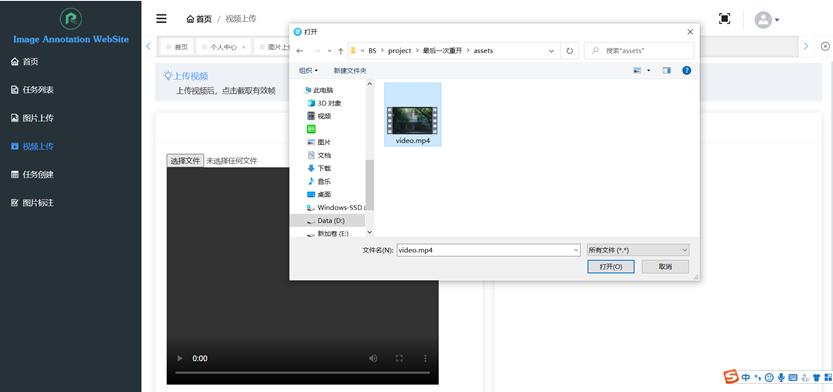 Image Annotation WebSite
首页
任务列表
图片上传
视频上传
任务创建
图片标注
首页 / 视频上传
首页
个人中心 ×
图片上
上传视频
上传视频后，点击截取有效帧
选择文件 未选择任何文件
0:00
打开
« BS › project › 最后一次重开 › assets
搜索"assets"
组织
新建文件夹
此电脑
3D 对象
视频
图片
文档
下载
音乐
桌面
Windows-SSD (
Data (D:)
新加卷 (E:)
video.mp4
文件名(N):
video.mp4
所有文件 (*.*)
打开(O)
取消
中